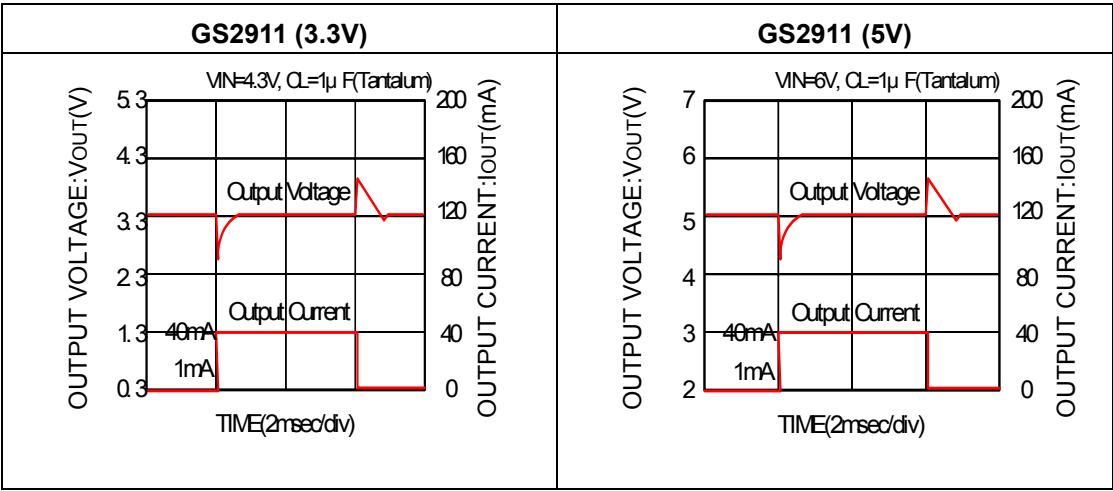 GS2911 (3.3V)
VIN=4.3V, CL=1μ F(Tantalum)
OUTPUT VOLTAGE:VOUT(V)
5.3
4.3
3.3
2.3
1.3
0.3
Output Voltage
Output Current
40mA
1mA
200
160
120
80
40
0
OUTPUT CURRENT:IOUT(mA)
TIME(2msec/div)
GS2911 (5V)
VIN=6V, CL=1μ F(Tantalum)
OUTPUT VOLTAGE:VOUT(V)
7
6
5
4
3
2
Output Voltage
Output Current
40mA
1mA
200
160
120
80
40
0
OUTPUT CURRENT:IOUT(mA)
TIME(2msec/div)